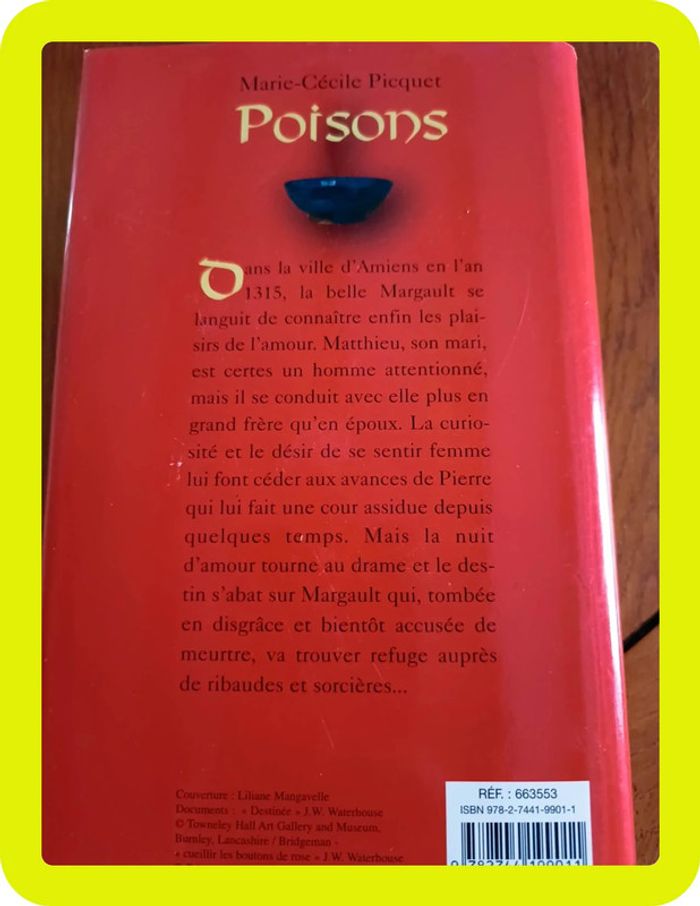 Marie-Cécile Picquet
Poisons
Dans la ville d'Amiens en l'an
1315, la belle Margault se
languit de connaître enfin les plai-
sirs de l'amour. Matthieu, son mari,
est certes un homme attentionné,
mais il se conduit avec elle plus en
grand frère qu'en époux. La curio-
sité et le désir de se sentir femme
lui font céder aux avances de Pierre
qui lui fait une cour assidue depuis
quelques temps. Mais la nuit
d'amour tourne au drame et le des-
tin s'abat sur Margault qui, tombée
en disgrâce et bientôt accusée de
meurtre, va trouver refuge auprès
de ribaudes et sorcières...
Couverture : Liliane Mangavelle
Documents : « Destinée » J.W. Waterhouse
© Towneley Hall Art Gallery and Museum,
Burnley, Lancashire / Bridgeman -
« cueillir les boutons de rose » J.W. Waterhouse
RÉF. : 663553
ISBN 978-2-7441-9901-1
9 782744 199011